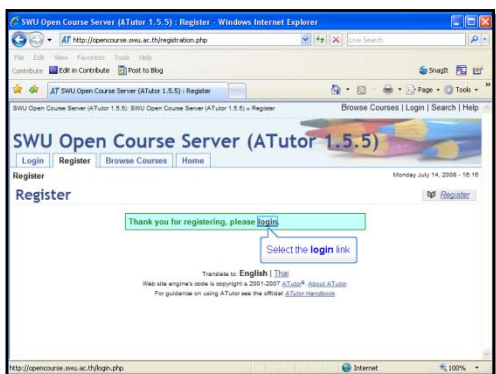 SWU Open Course Server (ATutor 1.5.5) : Register - Windows Internet Explorer
http://opencourse.swu.ac.th/registration.php
Live Search
File Edit View Favorites Tools Help
Contribute Edit in Contribute Post to Blog
SnagIt
SWU Open Course Server (ATutor 1.5.5) : Register
Page Tools
SWU Open Course Server (ATutor 1.5.5): SWU Open Course Server (ATutor 1.5.5) » Register
Browse Courses | Login | Search | Help
SWU Open Course Server (ATutor 1.5.5)
Login Register Browse Courses Home
Register
Monday July 14, 2008 - 16:16
Register
Register
Thank you for registering, please login.
Select the login link
Translate to: English | Thai
Web site engine's code is copyright © 2001-2007 ATutor®. About ATutor.
For guidance on using ATutor see the official ATutor Handbook.
http://opencourse.swu.ac.th/login.php
Internet
100%